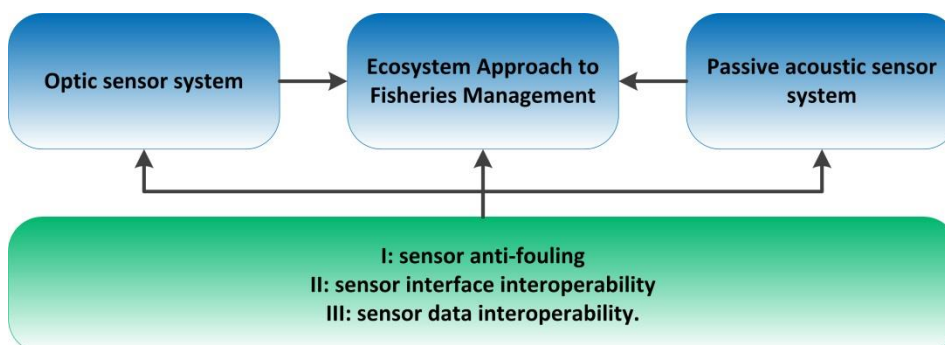 Optic sensor system
Ecosystem Approach to
Fisheries Management
Passive acoustic sensor
system
I: sensor anti-fouling
II: sensor interface interoperability
III: sensor data interoperability.